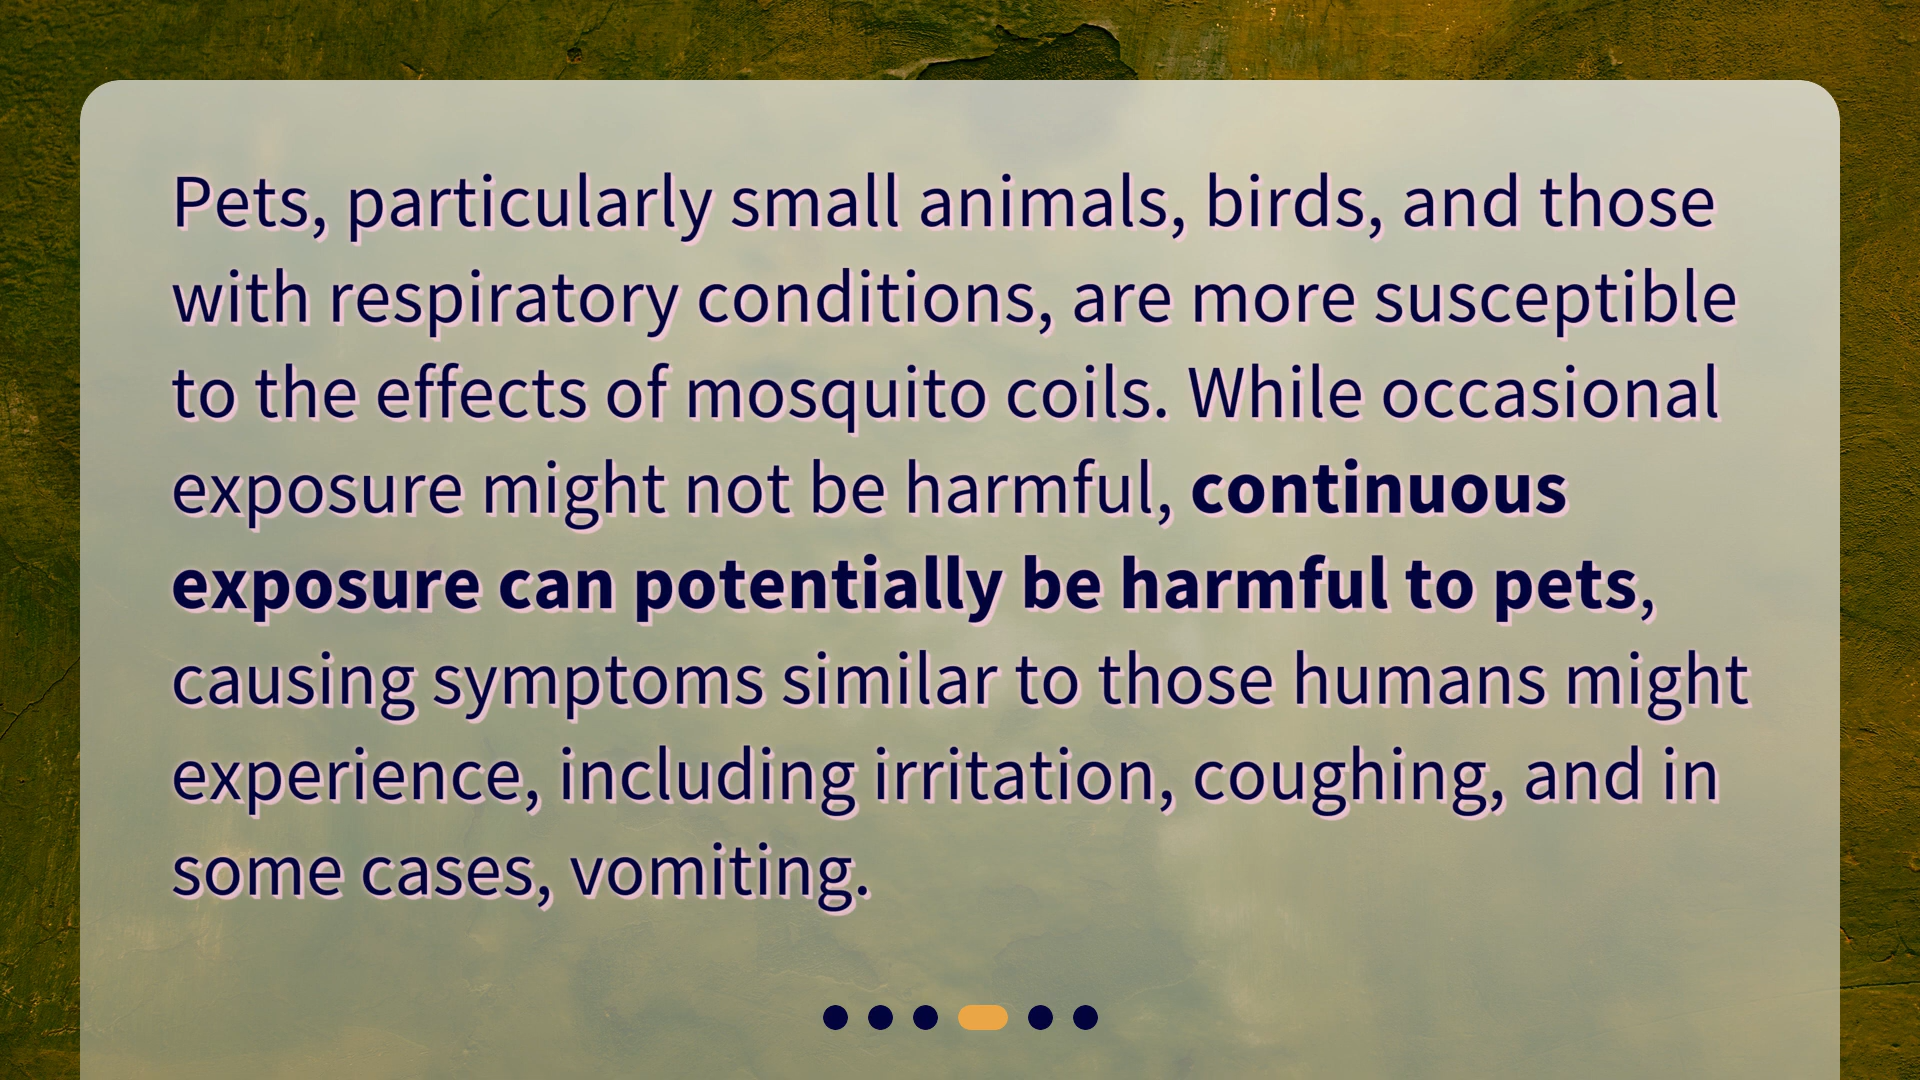 Pets, particularly small animals, birds, and those
with respiratory conditions, are more susceptible
to the effects of mosquito coils. While occasional
exposure might not be harmful, continuous
exposure can potentially be harmful to pets,
causing symptoms similar to those humans might
experience, including irritation, coughing, and in
some cases, vomiting.